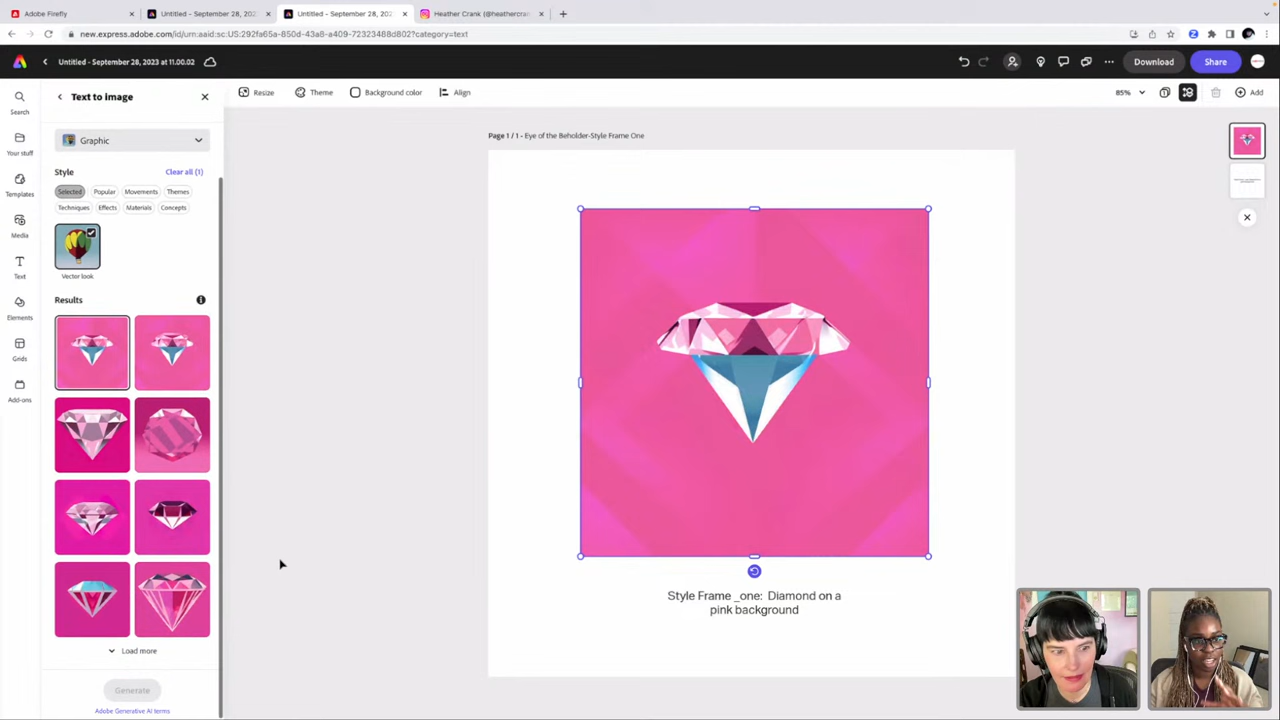 Adobe Firefly
Untitled - September 28, 202
Untitled - September 28, 202
Heather Crank (@heathercran
new.express.adobe.com/id/urn:aaid:sc:US:292fa65a-850d-43a8-a409-72323488d802?category=text
Untitled - September 28, 2023 at 11.00.02
Download
Share
Search
Your stuff
Templates
Media
Text
Elements
Grids
Add-ons
Text to image
Graphic
Style
Clear all (1)
Selected
Popular
Movements
Themes
Techniques
Effects
Materials
Concepts
Vector look
Results
Load more
Generate
Adobe Generative AI terms
Resize
Theme
Background color
Align
85%
Add
Page 1 / 1 - Eye of the Beholder-Style Frame One
Style Frame _one: Diamond on a
pink background